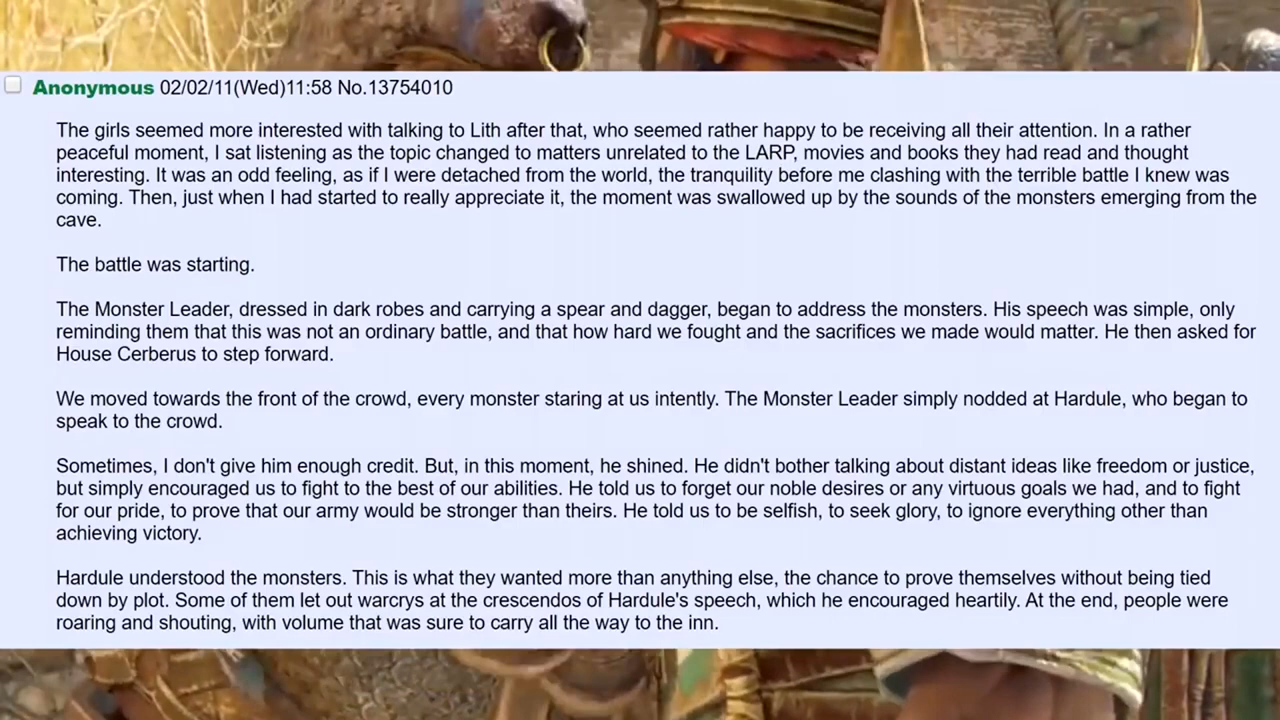 Anonymous 02/02/11(Wed)11:58 No.13754010
The girls seemed more interested with talking to Lith after that, who seemed rather happy to be receiving all their attention. In a rather
peaceful moment, I sat listening as the topic changed to matters unrelated to the LARP, movies and books they had read and thought
interesting. It was an odd feeling, as if I were detached from the world, the tranquility before me clashing with the terrible battle I knew was
coming. Then, just when I had started to really appreciate it, the moment was swallowed up by the sounds of the monsters emerging from the
cave.
The battle was starting.
The Monster Leader, dressed in dark robes and carrying a spear and dagger, began to address the monsters. His speech was simple, only
reminding them that this was not an ordinary battle, and that how hard we fought and the sacrifices we made would matter. He then asked for
House Cerberus to step forward.
We moved towards the front of the crowd, every monster staring at us intently. The Monster Leader simply nodded at Hardule, who began to
speak to the crowd.
Sometimes, I don't give him enough credit. But, in this moment, he shined. He didn't bother talking about distant ideas like freedom or justice,
but simply encouraged us to fight to the best of our abilities. He told us to forget our noble desires or any virtuous goals we had, and to fight
for our pride, to prove that our army would be stronger than theirs. He told us to be selfish, to seek glory, to ignore everything other than
achieving victory.
Hardule understood the monsters. This is what they wanted more than anything else, the chance to prove themselves without being tied
down by plot. Some of them let out warcrys at the crescendos of Hardule's speech, which he encouraged heartily. At the end, people were
roaring and shouting, with volume that was sure to carry all the way to the inn.